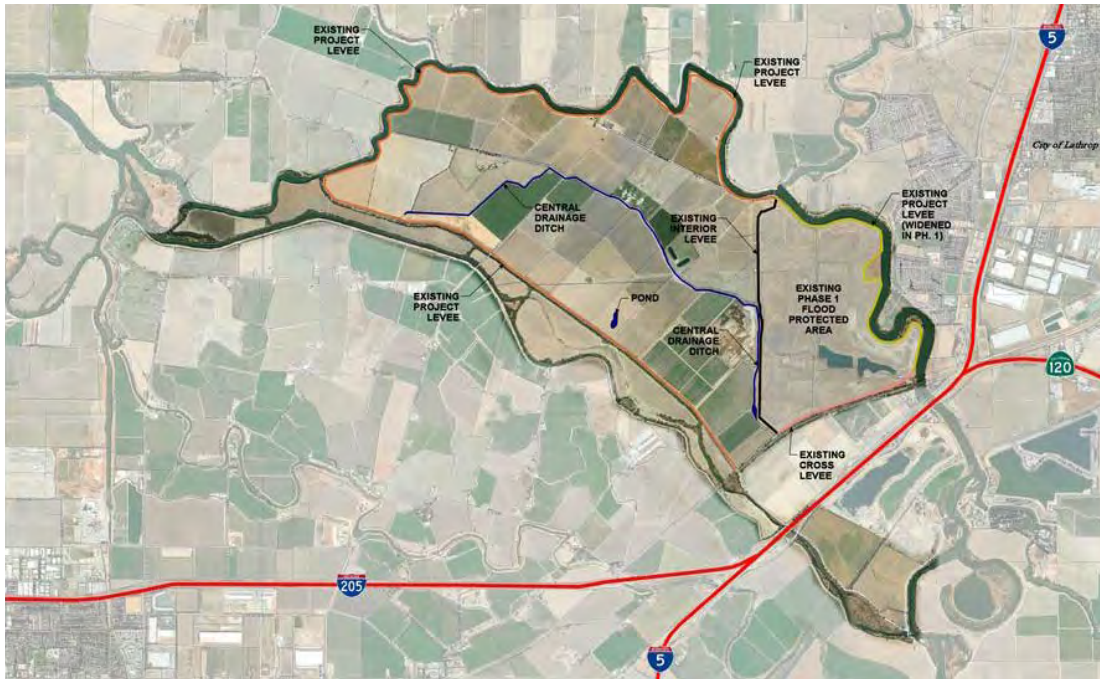 EXISTING
PROJECT
LEVEE
EXISTING
PROJECT
LEVEE
5
City of Lathrop
EXISTING
PROJECT
LEVEE
(WIDENED
IN PH. 1)
CENTRAL
DRAINAGE
DITCH
EXISTING
INTERIOR
LEVEE
EXISTING
PHASE 1
FLOOD
PROTECTED
AREA
EXISTING
PROJECT
LEVEE
POND
CENTRAL
DRAINAGE
DITCH
120
EXISTING
CROSS
LEVEE
205
5